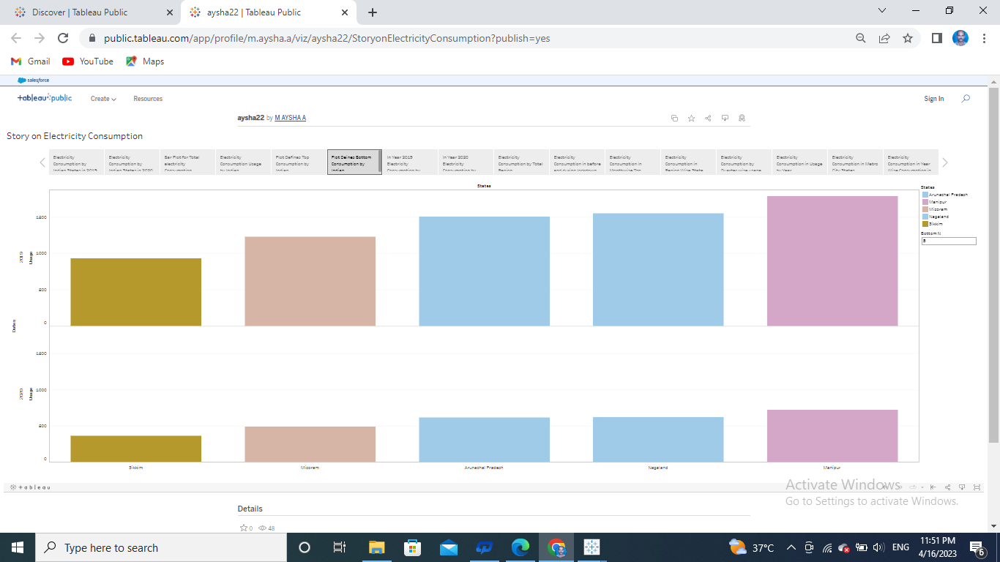 Discover | Tableau Public
aysha22 | Tableau Public
public.tableau.com/app/profile/m.aysha.a/viz/aysha22/StoryonElectricityConsumption?publish=yes
Gmail
YouTube
Maps
salesforce
+ableau public
Create
Resources
Sign In
aysha22 by M AYSHA A
Story on Electricity Consumption
Electricity
Consumption by
Indian States in 2019
Electricity
Consumption by
Indian States in 2020
Bar Plot for Total
electricity
Consumption
Electricity
Consumption Usage
by Indian
Plot Defines Top
Consumption by
Indian
Plot Deines Bottom
Consumption by
Indian
In Year 2019
Electricity
Consumption by
In Year 2020
Electricity
Consumption by
Electricity
Consumption by Total
Region
Electricity
Consumption in before
and during lockdown
Electricity
Consumption in
Monthwise Top
Electricity
Consumption in
Region Wise State
Electricity
Consumption by
Quarter wise usage
Electricity
Consumption in Usage
by Year
Electricity
Consumption in Metro
City States
Electricity
Consumption in Year
Wise Consumption in
States
1500
1000
500
0
2019
Usage
Dates
1500
1000
500
0
2020
Usage
Sikkim
Mizoram
Arunachal Pradesh
Nagaland
Manipur
States
Arunachal Pradesh
Manipur
Mizoram
Nagaland
Sikkim
Bottom N
5
+ableau
Activate Windows
Go to Settings to activate Windows.
Details
0
48
Type here to search
37°C
ENG
11:51 PM
4/16/2023
6